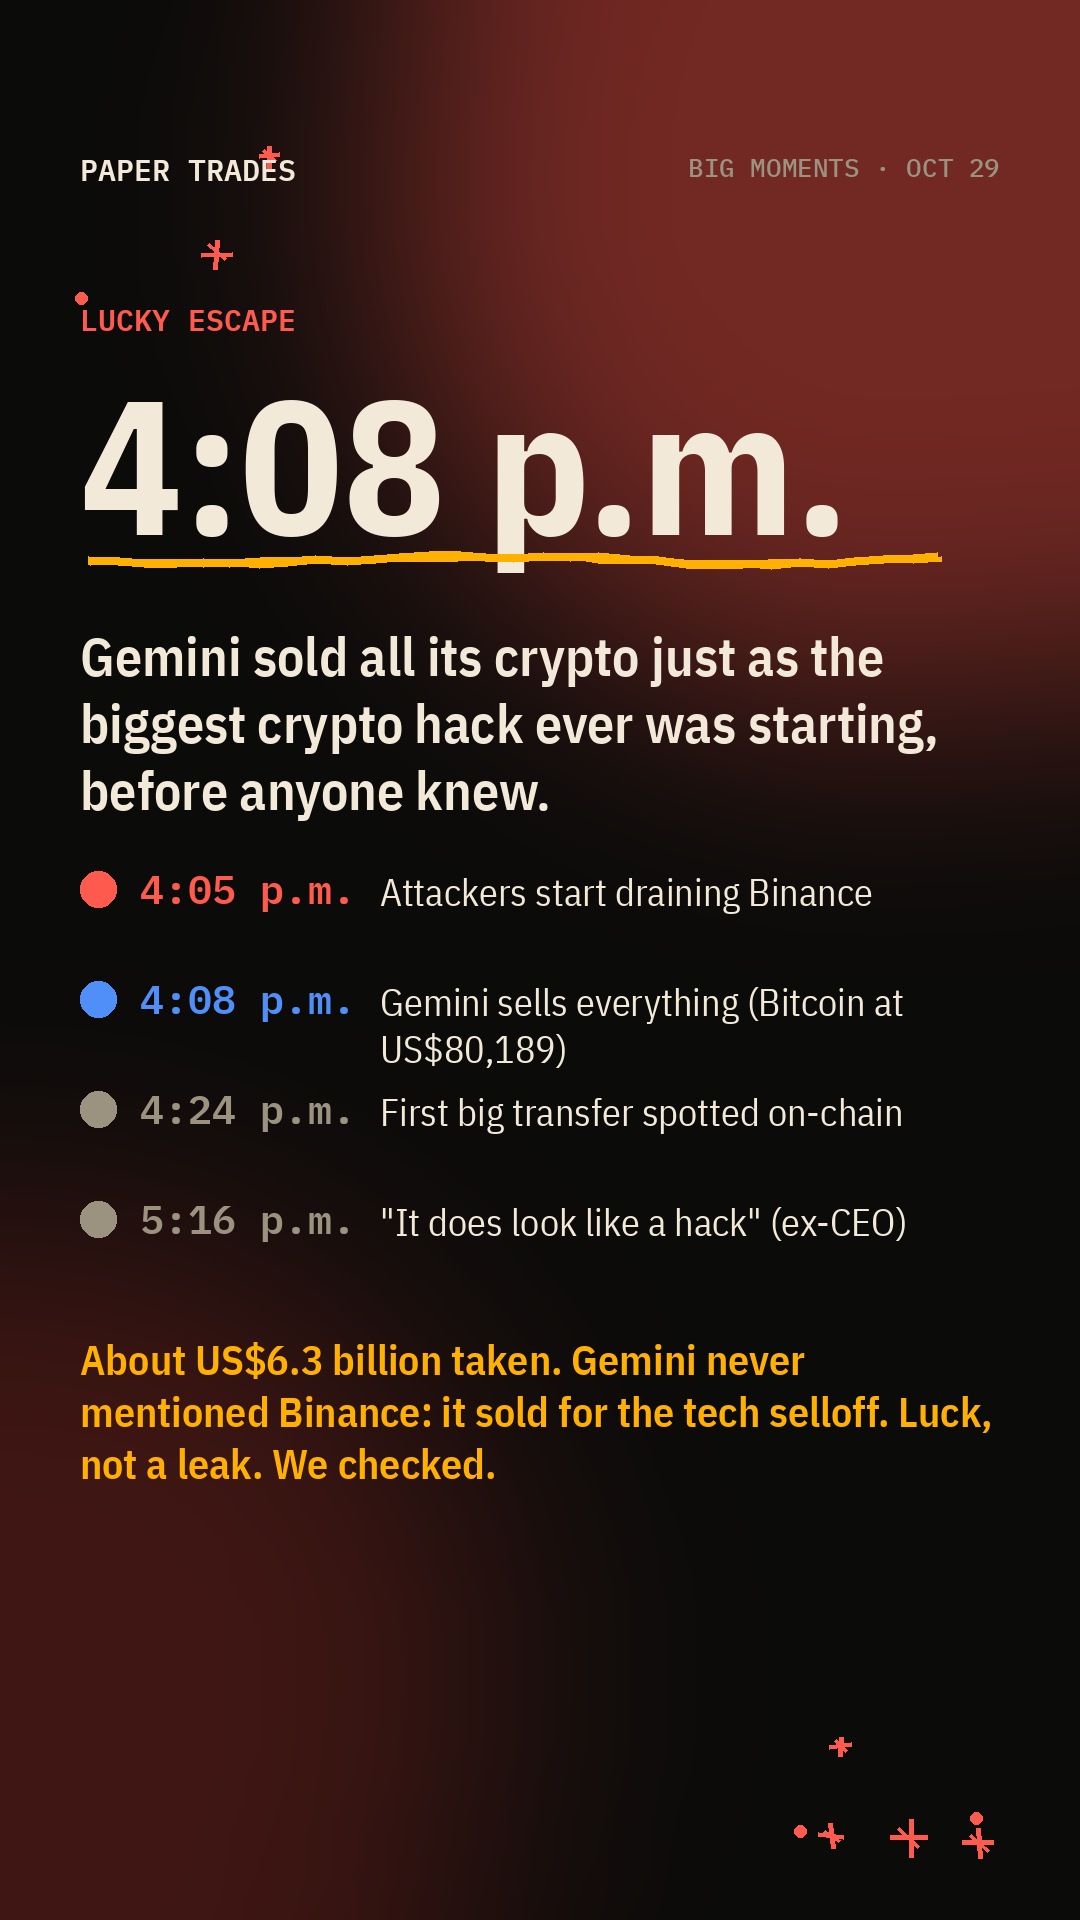 PAPER TRADES
BIG MOMENTS · OCT 29
LUCKY ESCAPE
4:08 p.m.
Gemini sold all its crypto just as the
biggest crypto hack ever was starting,
before anyone knew.
4:05 p.m. Attackers start draining Binance
4:08 p.m. Gemini sells everything (Bitcoin at
US$80,189)
4:24 p.m. First big transfer spotted on-chain
5:16 p.m. "It does look like a hack" (ex-CEO)
About US$6.3 billion taken. Gemini never
mentioned Binance: it sold for the tech selloff. Luck,
not a leak. We checked.